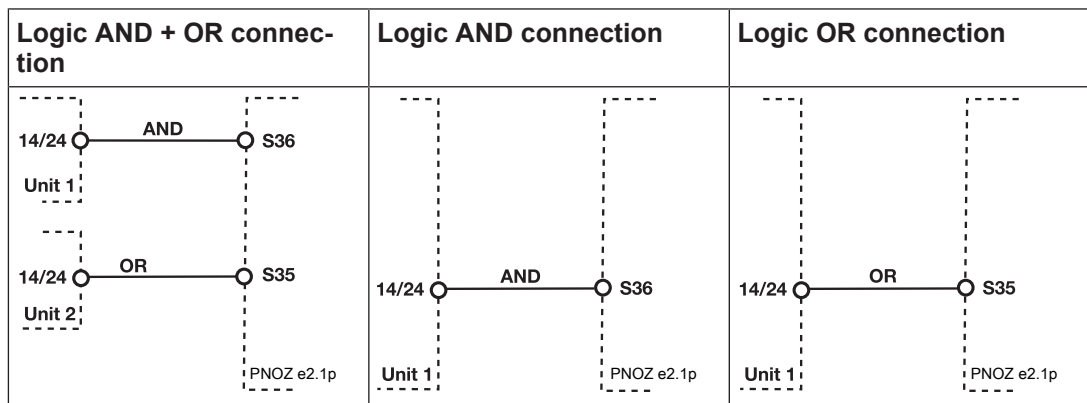 Logic AND + OR connec-
tion
Logic AND connection
Logic OR connection
14/24 AND S36
Unit 1
14/24 OR S35
Unit 2
PNOZ e2.1p
14/24 AND S36
Unit 1 PNOZ e2.1p
14/24 OR S35
Unit 1 PNOZ e2.1p